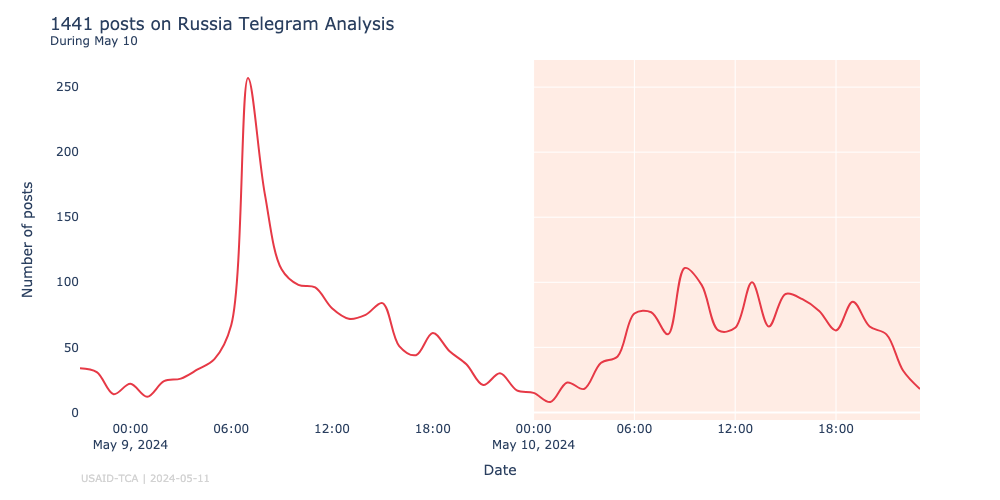 1441 posts on Russia Telegram Analysis
During May 10
Number of posts
250
200
150
100
50
0
00:00 06:00 12:00 18:00 00:00 06:00 12:00 18:00
May 9, 2024 May 10, 2024
Date
USAID-TCA | 2024-05-11